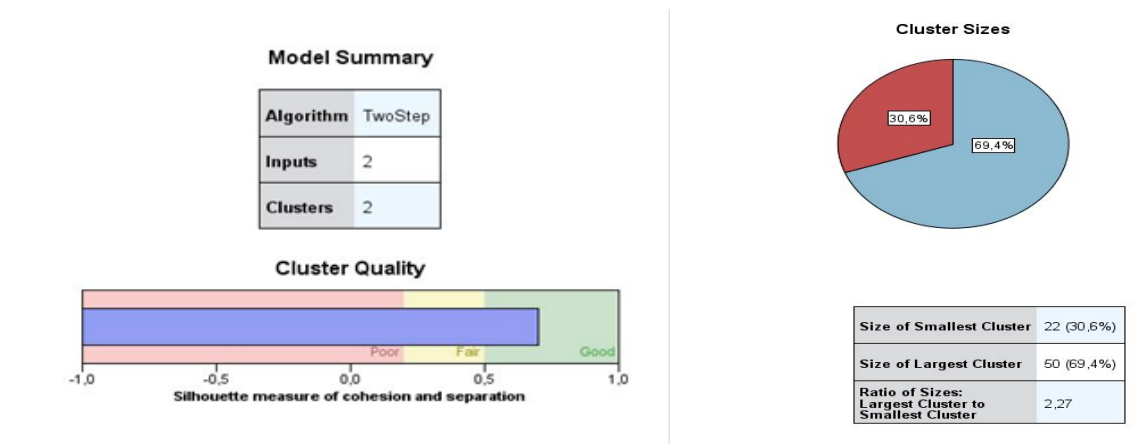 Model Summary
Algorithm TwoStep
Inputs 2
Clusters 2
Cluster Quality
Poor Fair Good
-1,0 -0,5 0,0 0,5 1,0
Silhouette measure of cohesion and separation
Cluster Sizes
30,6%
69,4%
Size of Smallest Cluster 22 (30,6%)
Size of Largest Cluster 50 (69,4%)
Ratio of Sizes:
Largest Cluster to
Smallest Cluster 2,27